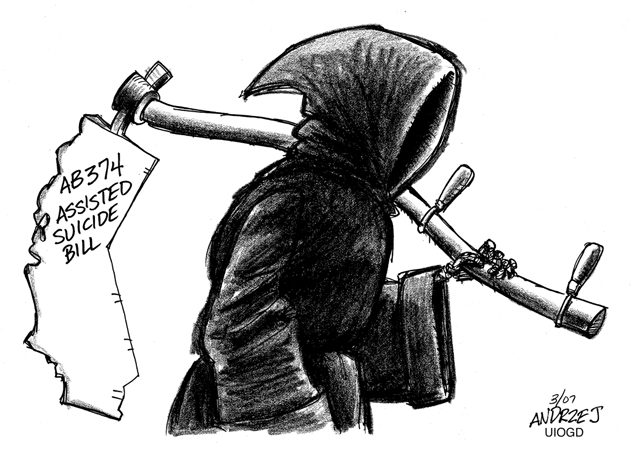 AB374
ASSISTED
SUICIDE
BILL
3/07
ANDRZEJ
UIOGD